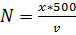 N = x*500 / v